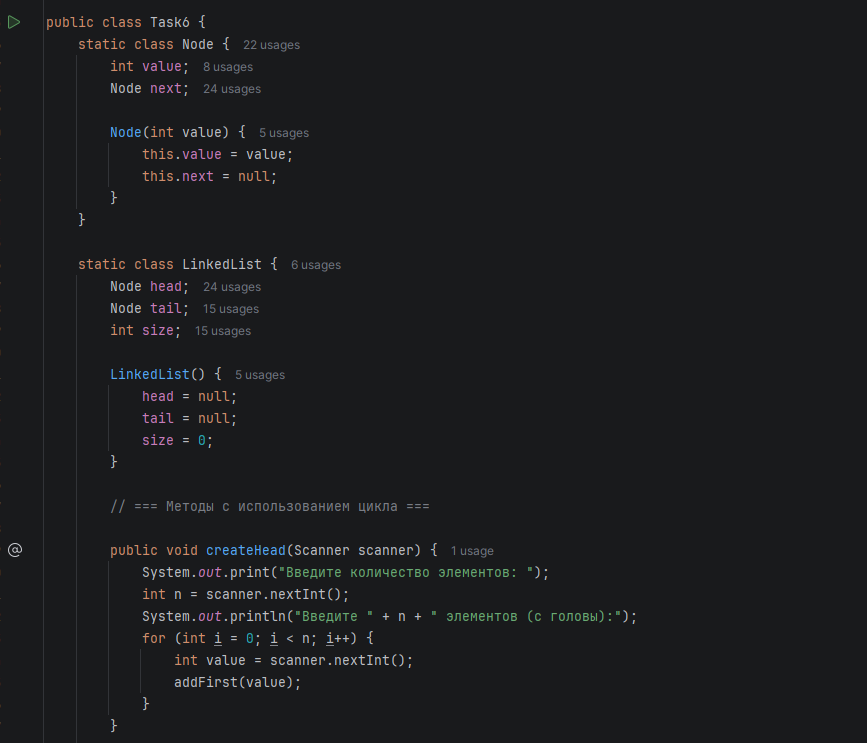 public class Task6 {
static class Node { 22 usages
int value; 8 usages
Node next; 24 usages
Node(int value) { 5 usages
this.value = value;
this.next = null;
}
}
static class LinkedList { 6 usages
Node head; 24 usages
Node tail; 15 usages
int size; 15 usages
LinkedList() { 5 usages
head = null;
tail = null;
size = 0;
}
// === Методы с использованием цикла ===
@ public void createHead(Scanner scanner) { 1 usage
System.out.print("Введите количество элементов: ");
int n = scanner.nextInt();
System.out.println("Введите " + n + " элементов (с головы):");
for (int i = 0; i < n; i++) {
int value = scanner.nextInt();
addFirst(value);
}
}